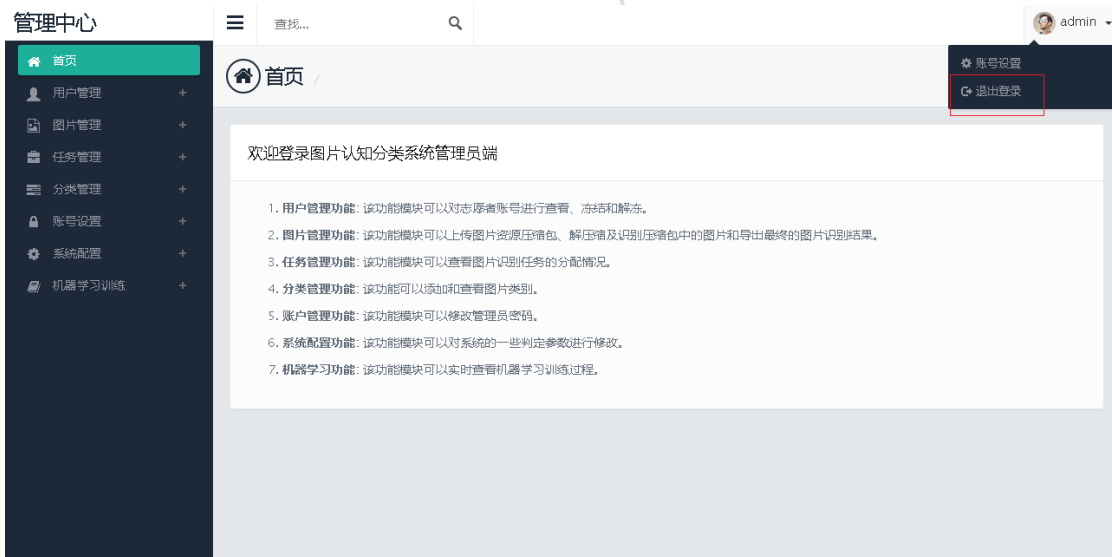 管理中心
查找...
admin
首页
用户管理
图片管理
任务管理
分类管理
账号设置
系统配置
机器学习训练
首页 /
账号设置
退出登录
欢迎登录图片认知分类系统管理员端
1. 用户管理功能: 该功能模块可以对志愿者账号进行查看、冻结和解冻。
2. 图片管理功能: 该功能模块可以上传图片资源压缩包、解压缩及识别压缩包中的图片和导出最终的图片识别结果。
3. 任务管理功能: 该功能模块可以查看图片识别任务的分配情况。
4. 分类管理功能: 该功能可以添加和查看图片类别。
5. 账户管理功能: 该功能模块可以修改管理员密码。
6. 系统配置功能: 该功能模块可以对系统的一些判定参数进行修改。
7. 机器学习功能: 该功能模块可以实时查看机器学习训练过程。